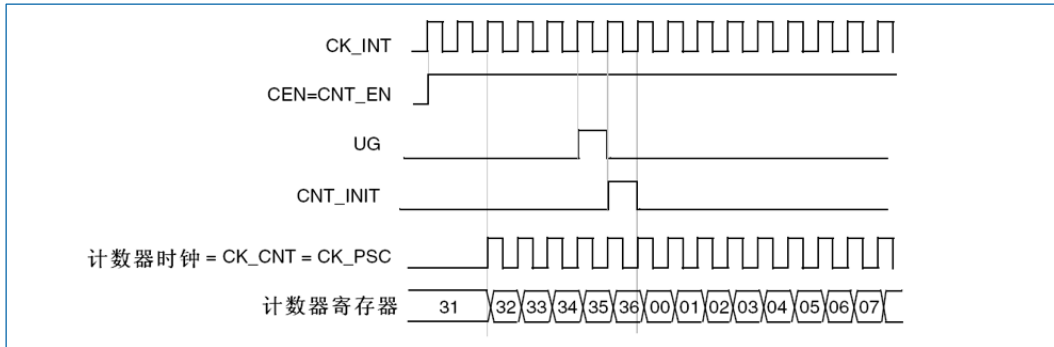 CK_INT
CEN=CNT_EN
UG
CNT_INIT
计数器时钟 = CK_CNT = CK_PSC
计数器寄存器 31 32 33 34 35 36 00 01 02 03 04 05 06 07